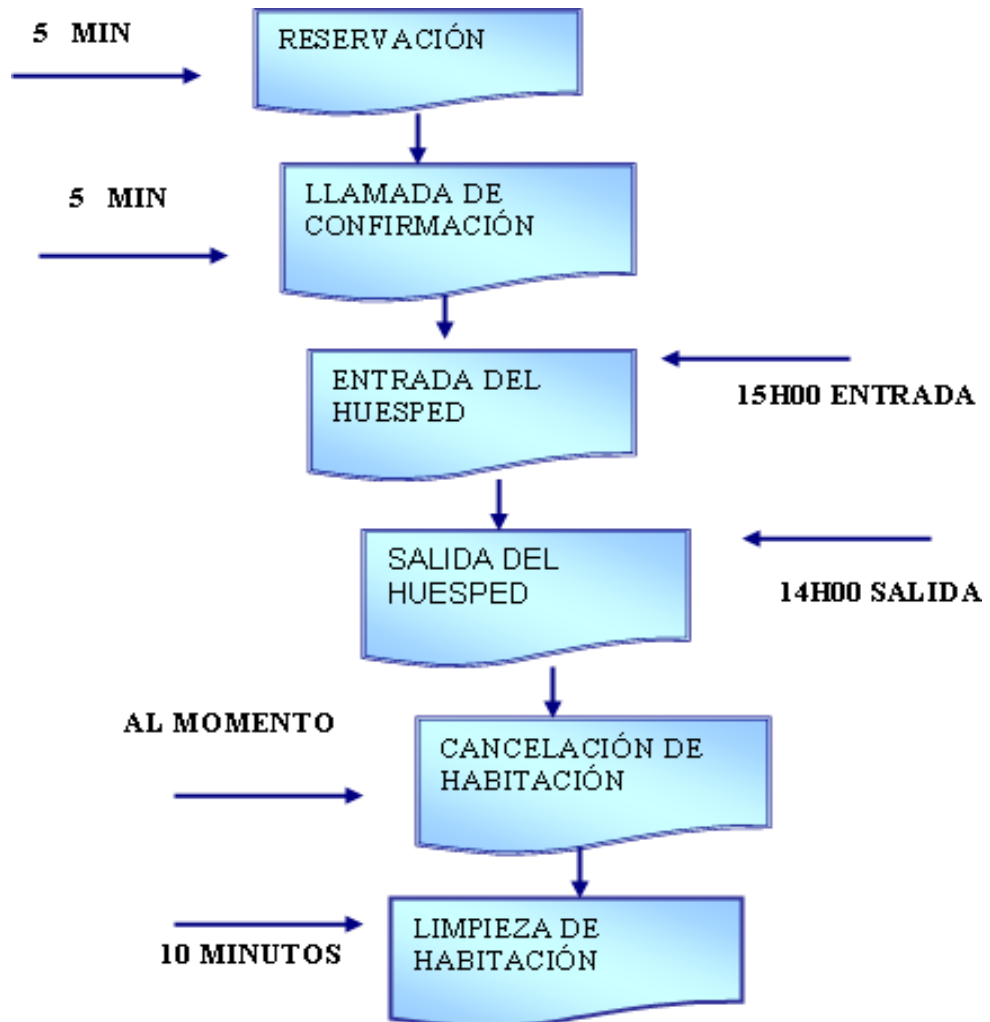 5 MIN
RESERVACIÓN
5 MIN
LLAMADA DE
CONFIRMACIÓN
ENTRADA DEL
HUESPED
15H00 ENTRADA
SALIDA DEL
HUESPED
14H00 SALIDA
AL MOMENTO
CANCELACIÓN DE
HABITACIÓN
10 MINUTOS
LIMPIEZA DE
HABITACIÓN